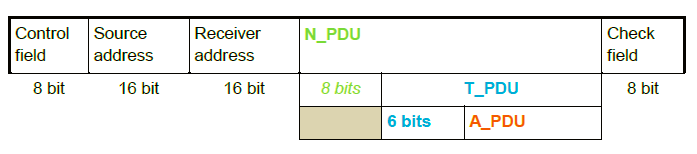 Control field
Source address
Receiver address
N_PDU
Check field
8 bit
16 bit
16 bit
8 bits
T_PDU
8 bit
6 bits
A_PDU